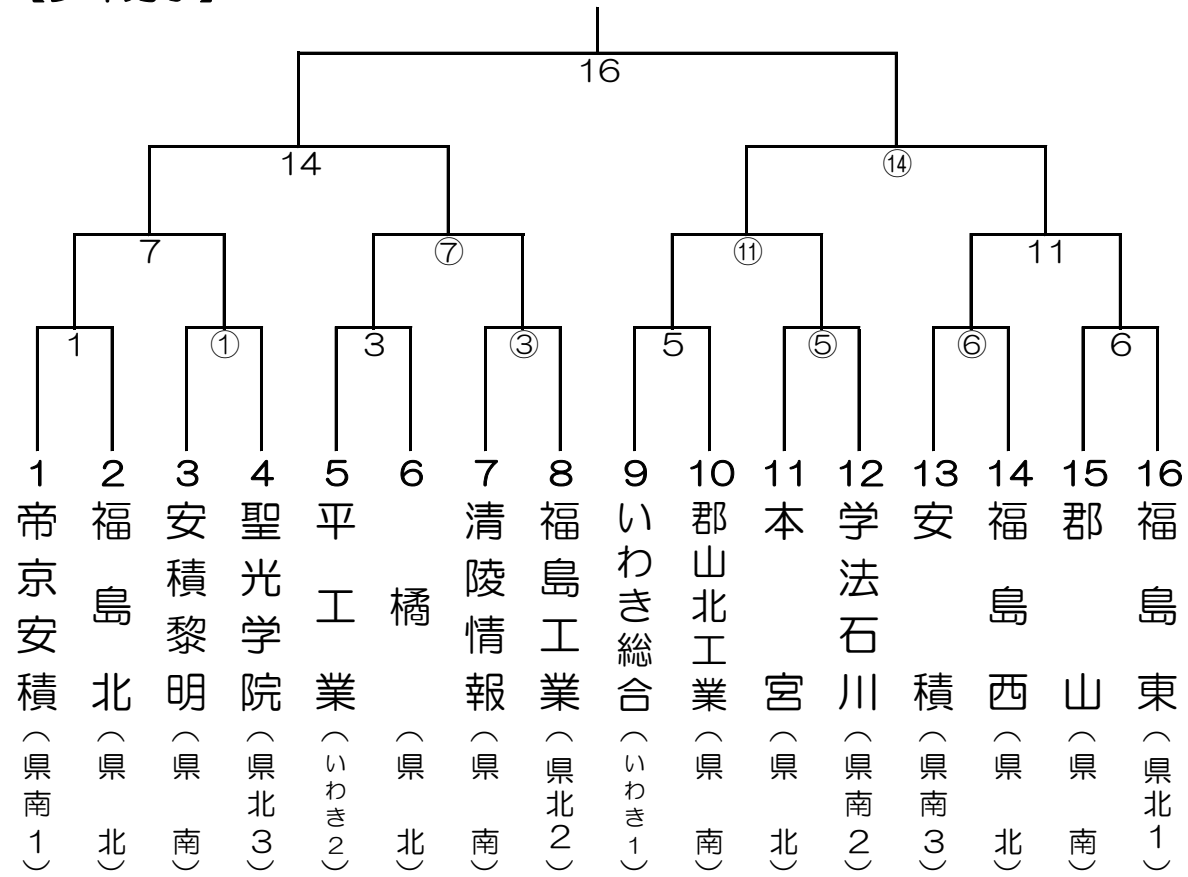 16
14 ⑭
7 ⑦ ⑪ 11
1 ① 3 ③ 5 ⑤ ⑥ 6
1 2 3 4 5 6 7 8 9 10 11 12 13 14 15 16
帝京安積(県南1)
福島北(県北)
安積黎明(県南)
聖光学院(県北3)
平工業(いわき2)
橘(県北)
清陵情報(県南)
福島工業(県北2)
いわき総合(いわき1)
郡山北工業(県南)
本宮(県北)
学法石川(県南2)
安積(県南3)
福島西(県北)
郡山(県南)
福島東(県北1)